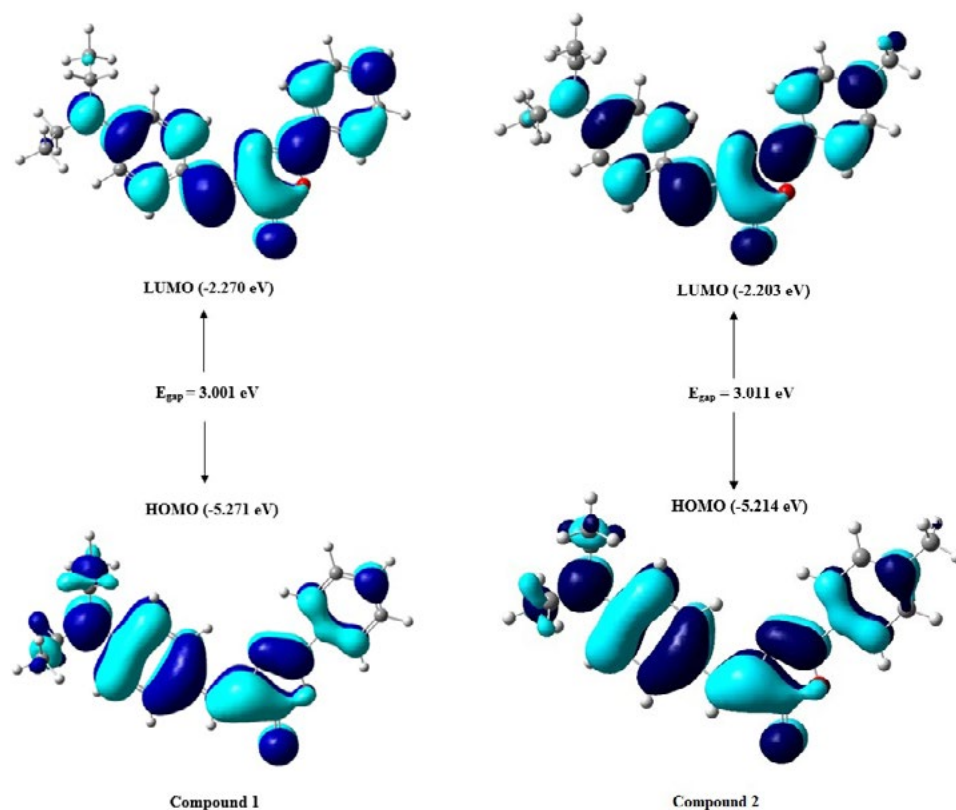 LUMO (-2.270 eV)
LUMO (-2.203 eV)
Egap = 3.001 eV
Egap = 3.011 eV
HOMO (-5.271 eV)
HOMO (-5.214 eV)
Compound 1
Compound 2